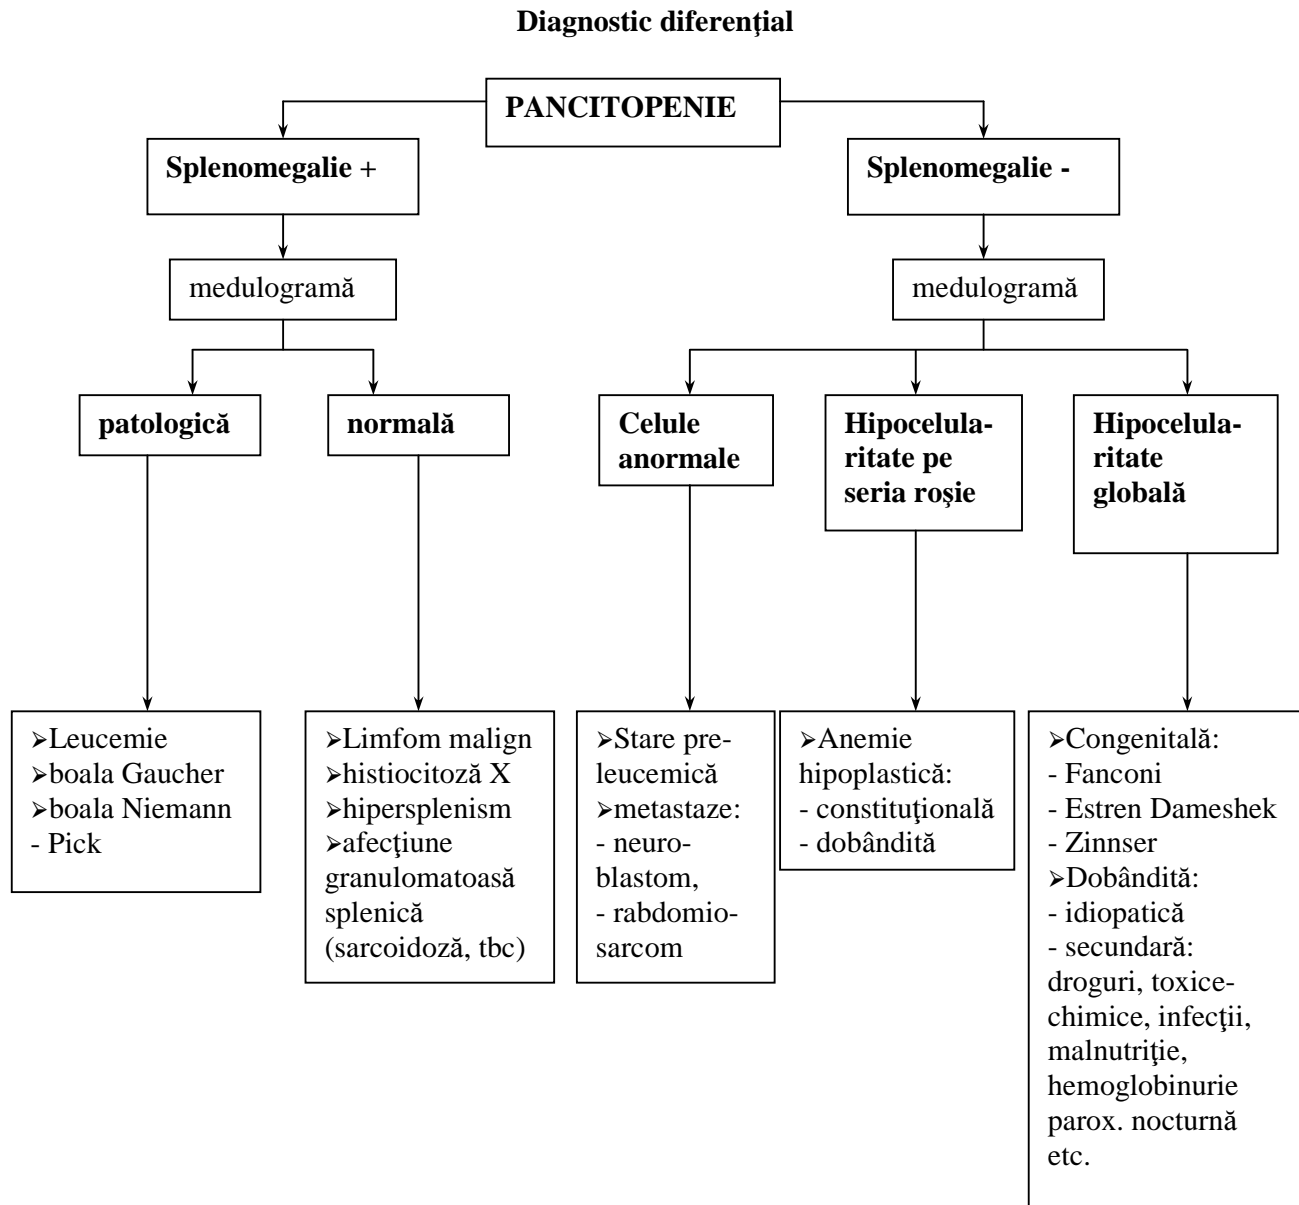 Diagnostic diferenţial
PANCITOPENIE
Splenomegalie +
Splenomegalie -
medulogramă
medulogramă
patologică
normală
Celule
anormale
Hipocelula-
ritate pe
seria roşie
Hipocelula-
ritate
globală
➢Leucemie
➢boala Gaucher
➢boala Niemann
- Pick
➢Limfom malign
➢histiocitoză X
➢hipersplenism
➢afecţiune
granulomatoasă
splenică
(sarcoidoză, tbc)
➢Stare pre-
leucemică
➢metastaze:
- neuro-
blastom,
- rabdomio-
sarcom
➢Anemie
hipoplastică:
- constituţională
- dobândită
➢Congenitală:
- Fanconi
- Estren Dameshek
- Zinnser
➢Dobândită:
- idiopatică
- secundară:
droguri, toxice-
chimice, infecţii,
malnutriţie,
hemoglobinurie
parox. nocturnă
etc.